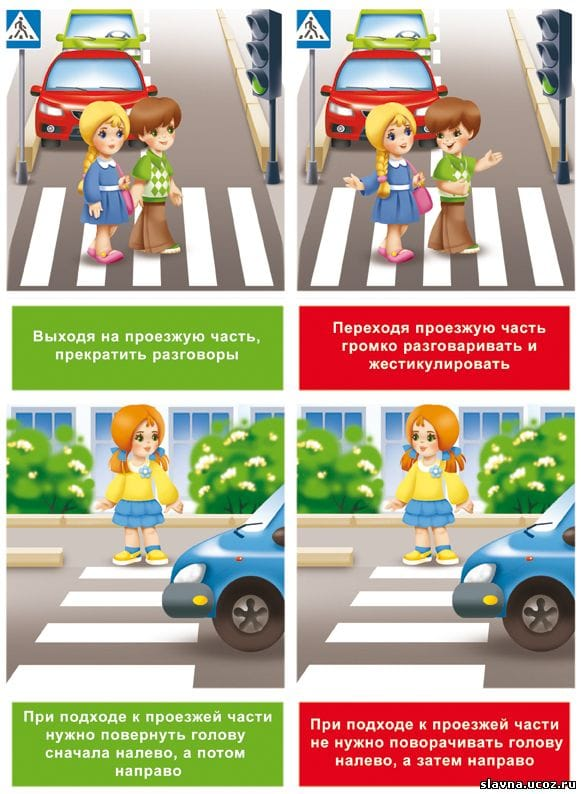 Выходя на проезжую часть,
прекратить разговоры
Переходя проезжую часть
громко разговаривать и
жестикулировать
При подходе к проезжей части
нужно повернуть голову
сначала налево, а потом
направо
При подходе к проезжей части
не нужно поворачивать голову
налево, а затем направо
slavna.ucoz.ru